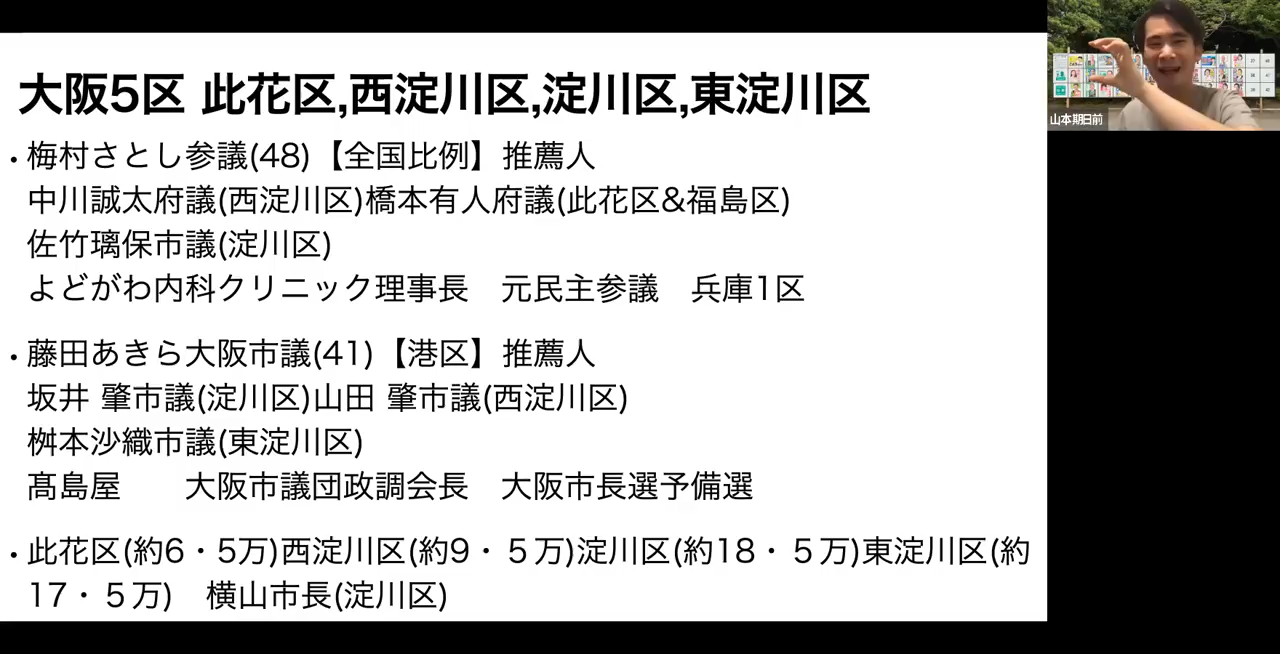 大阪5区 此花区,西淀川区,淀川区,東淀川区
・梅村さとし参議(48)【全国比例】推薦人
中川誠太府議(西淀川区)橋本有人府議(此花区&福島区)
佐竹璃保市議(淀川区)
よどがわ内科クリニック理事長　元民主参議　兵庫1区
・藤田あきら大阪市議(41)【港区】推薦人
坂井 肇市議(淀川区)山田 肇市議(西淀川区)
桝本沙織市議(東淀川区)
髙島屋　　大阪市議団政調会長　大阪市長選予備選
・此花区(約6・5万)西淀川区(約9・５万)淀川区(約18・５万)東淀川区(約
17・５万)　横山市長(淀川区)
山本期日前